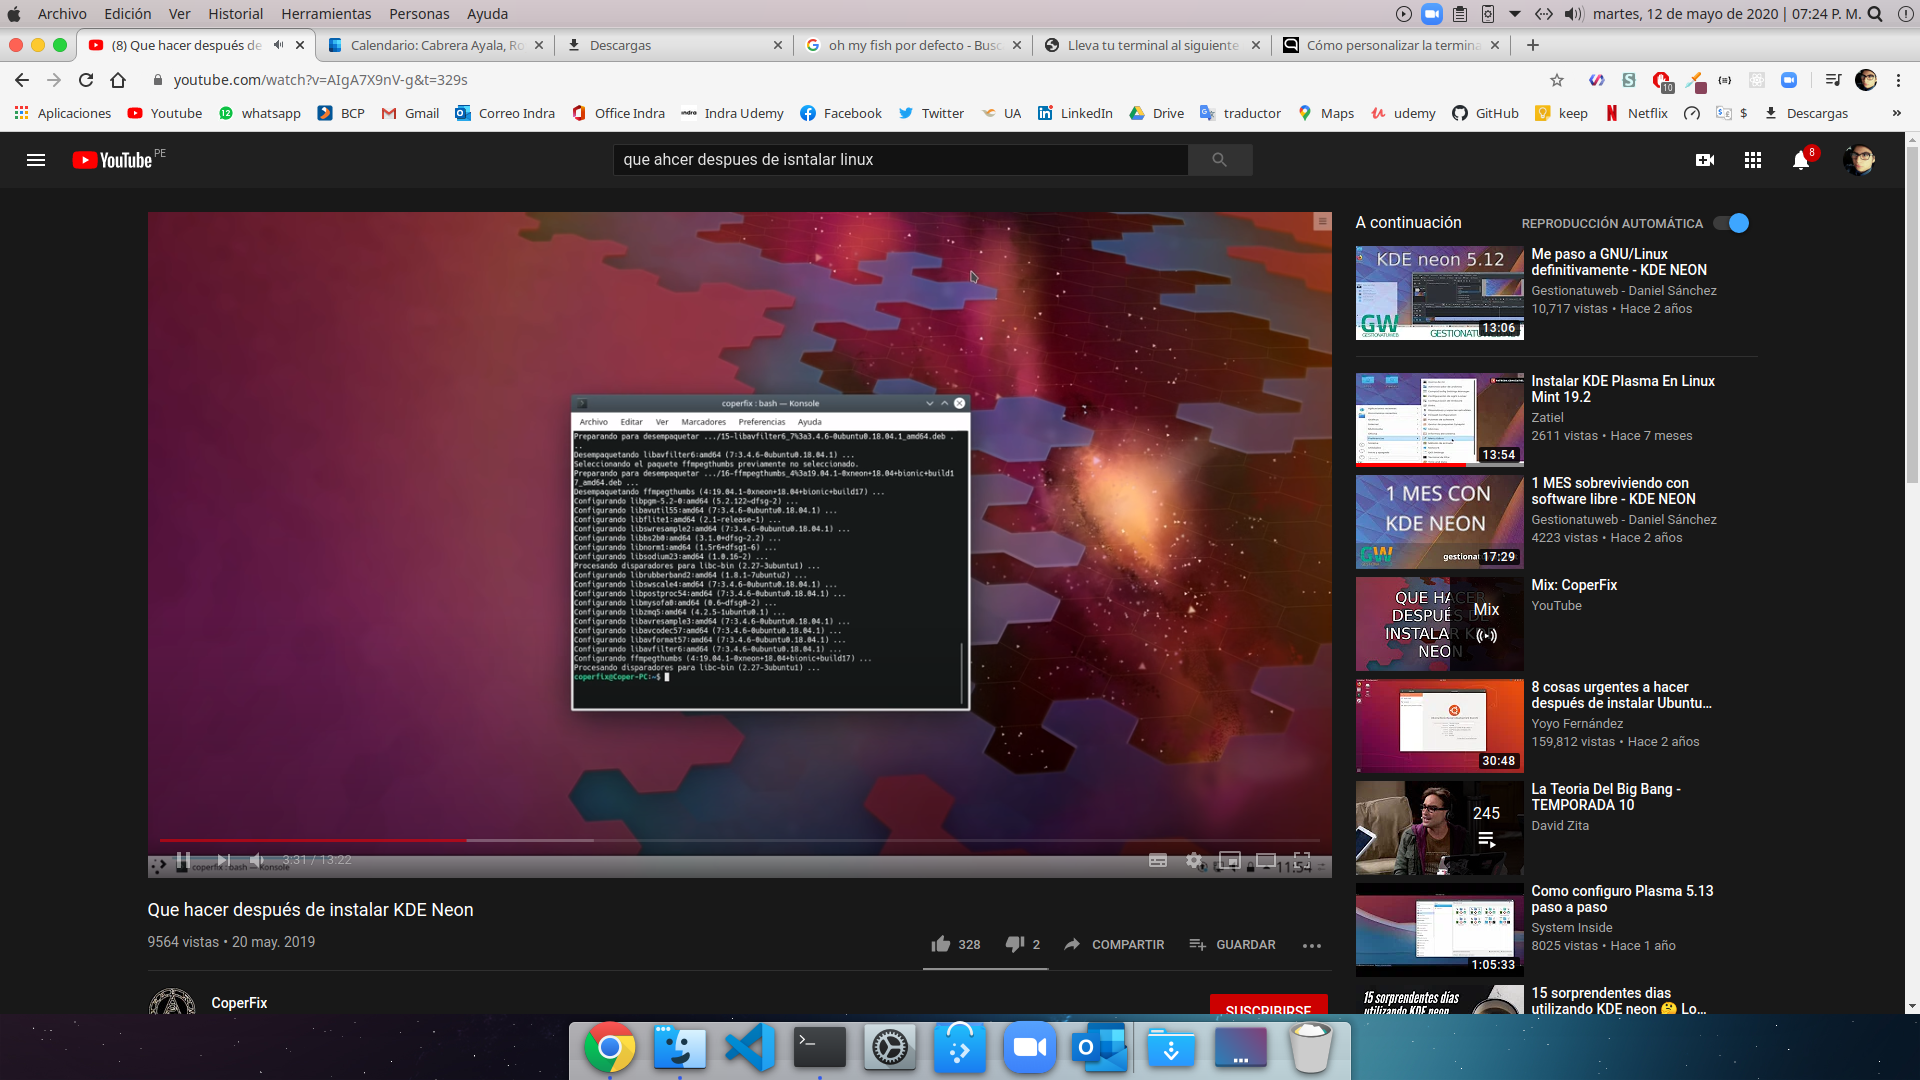 Archivo Edición Ver Historial Herramientas Personas Ayuda martes, 12 de mayo de 2020 | 07:24 P. M.
(8) Que hacer después de Calendario: Cabrera Ayala, Ro Descargas oh my fish por defecto - Bus Lleva tu terminal al siguiente Cómo personalizar la termina
youtube.com/watch?v=AIgA7X9nV-g&t=329s 10
Aplicaciones Youtube whatsapp BCP Gmail Correo Indra Office Indra Indra Udemy Facebook Twitter UA LinkedIn Drive traductor Maps udemy GitHub keep Netflix $ Descargas »
YouTube PE
que ahcer despues de isntalar linux
8
coperfix : bash — Konsole
Archivo Editar Ver Marcadores Preferencias Ayuda
Preparando para desempaquetar .../15-libavfilter6_7%3a3.4.6-0ubuntu0.18.04.1_amd64.deb .
..
Desempaquetando libavfilter6:amd64 (7:3.4.6-0ubuntu0.18.04.1) ...
Seleccionando el paquete ffmpegthumbs previamente no seleccionado.
Preparando para desempaquetar .../16-ffmpegthumbs_4%3a19.04.1-0xneon+18.04+bionic+build1
7_amd64.deb ...
Desempaquetando ffmpegthumbs (4:19.04.1-0xneon+18.04+bionic+build17) ...
Configurando libpgm-5.2-0:amd64 (5.2.122~dfsg-2) ...
Configurando libavutil55:amd64 (7:3.4.6-0ubuntu0.18.04.1) ...
Configurando libflite1:amd64 (2.1-release-1) ...
Configurando libswresample2:amd64 (7:3.4.6-0ubuntu0.18.04.1) ...
Configurando libbs2b0:amd64 (3.1.0+dfsg-2.2) ...
Configurando libnorm1:amd64 (1.5r6+dfsg1-6) ...
Configurando libsodium23:amd64 (1.0.16-2) ...
Procesando disparadores para libc-bin (2.27-3ubuntu1) ...
Configurando librubberband2:amd64 (1.8.1-7ubuntu2) ...
Configurando libswscale4:amd64 (7:3.4.6-0ubuntu0.18.04.1) ...
Configurando libpostproc54:amd64 (7:3.4.6-0ubuntu0.18.04.1) ...
Configurando libmysofa0:amd64 (0.6~dfsg0-2) ...
Configurando libzmq5:amd64 (4.2.5-1ubuntu0.1) ...
Configurando libavresample3:amd64 (7:3.4.6-0ubuntu0.18.04.1) ...
Configurando libavcodec57:amd64 (7:3.4.6-0ubuntu0.18.04.1) ...
Configurando libavformat57:amd64 (7:3.4.6-0ubuntu0.18.04.1) ...
Configurando libavfilter6:amd64 (7:3.4.6-0ubuntu0.18.04.1) ...
Configurando ffmpegthumbs (4:19.04.1-0xneon+18.04+bionic+build17) ...
Procesando disparadores para libc-bin (2.27-3ubuntu1) ...
coperfix@Coper-PC:~$
3:31 / 13:22
coperfix : bash — Konsole 11:54
Que hacer después de instalar KDE Neon
9564 vistas • 20 may. 2019
328 2 COMPARTIR GUARDAR
CoperFix
SUSCRIBIRSE
A continuación REPRODUCCIÓN AUTOMÁTICA
KDE neon 5.12
GW
GESTIONATUWEB
13:06
Me paso a GNU/Linux
definitivamente - KDE NEON
Gestionatuweb - Daniel Sánchez
10,717 vistas • Hace 2 años
13:54
Instalar KDE Plasma En Linux
Mint 19.2
Zatiel
2611 vistas • Hace 7 meses
1 MES CON
KDE NEON
GW gestiona
17:29
1 MES sobreviviendo con
software libre - KDE NEON
Gestionatuweb - Daniel Sánchez
4223 vistas • Hace 2 años
QUE HACER
DESPUÉS DE
INSTALAR K
NEON
Mix
Mix: CoperFix
YouTube
30:48
8 cosas urgentes a hacer
después de instalar Ubuntu...
Yoyo Fernández
159,812 vistas • Hace 2 años
245
La Teoria Del Big Bang -
TEMPORADA 10
David Zita
1:05:33
Como configuro Plasma 5.13
paso a paso
System Inside
8025 vistas • Hace 1 año
15 sorprendentes días
utilizando KDE neon
15 sorprendentes dias
utilizando KDE neon 🤔 Lo...